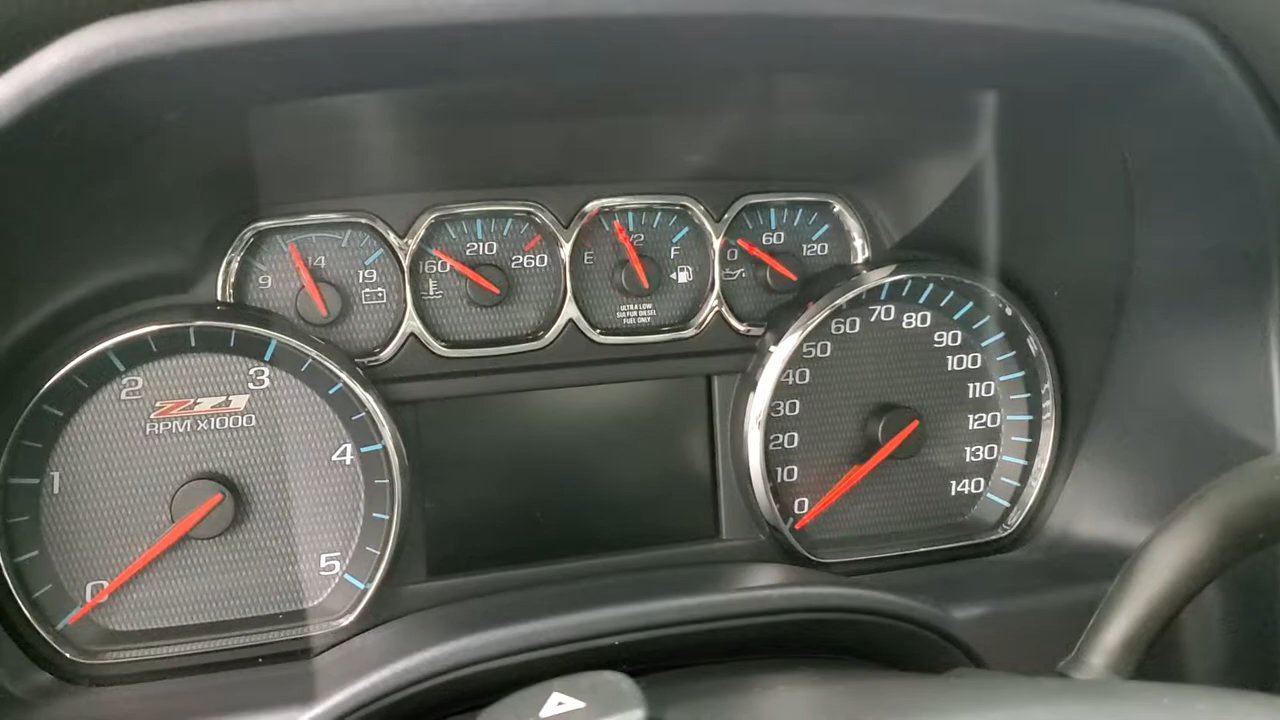 9 14 19
160 210 260
E 1/2 F
ULTRA LOW
SULFUR DIESEL
FUEL ONLY
0 60 120
0 1 2 3 4 5
Z71
RPM X1000
0 10 20 30 40 50 60 70 80 90 100 110 120 130 140